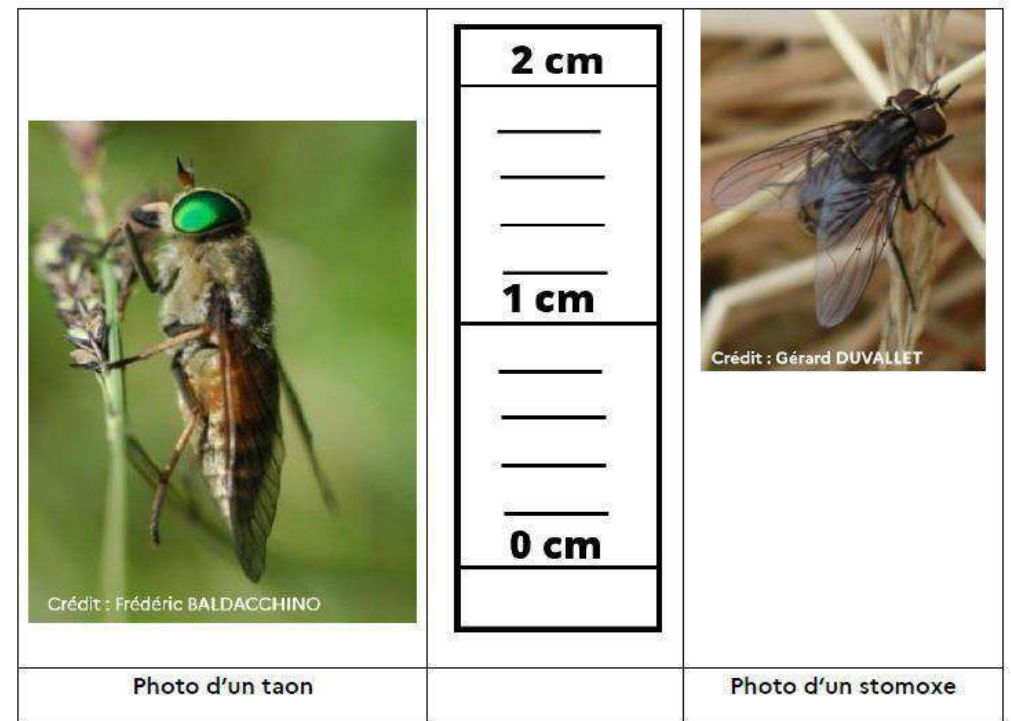 2 cm
1 cm
0 cm
Crédit : Frédéric BALDACCHINO
Crédit : Gérard DUVALLET
Photo d'un taon
Photo d'un stomoxe